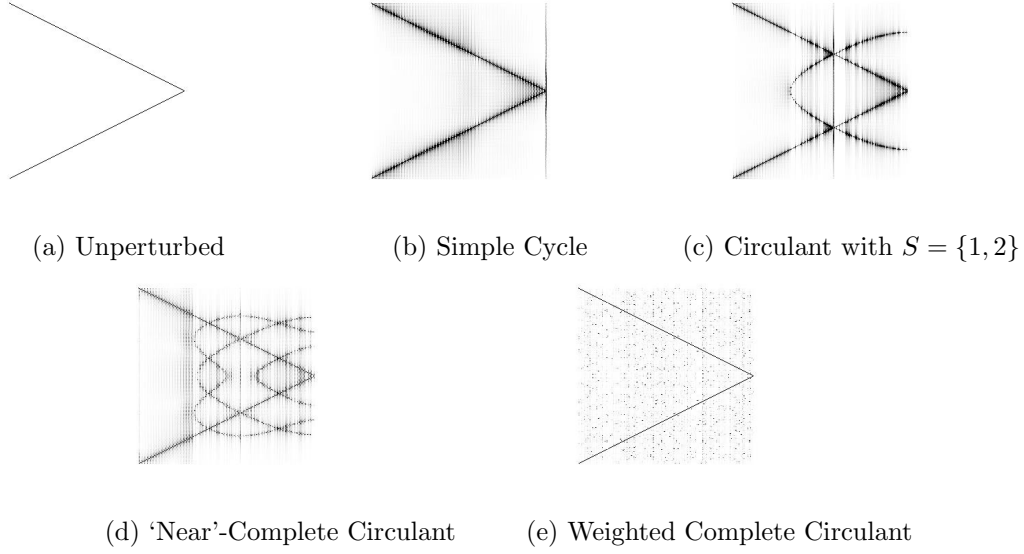 (a) Unperturbed
(b) Simple Cycle
(c) Circulant with S = {1, 2}
(d) ‘Near’-Complete Circulant
(e) Weighted Complete Circulant